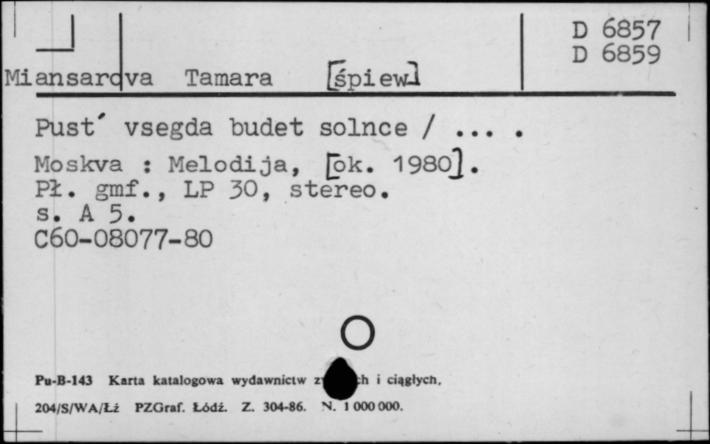 D 6857
D 6859
Miansarova Tamara [śpiew]
Pust´ vsegda budet solnce / ... .
Moskva : Melodija, [ok. 1980].
Pł. gmf., LP 30, stereo.
s. A 5.
C60-08077-80
Pu-B-143 Karta katalogowa wydawnictw i ciągłych.
204/S/WA/Łż PZGraf. Łódź. Z. 304-86. N. 1 000 000.